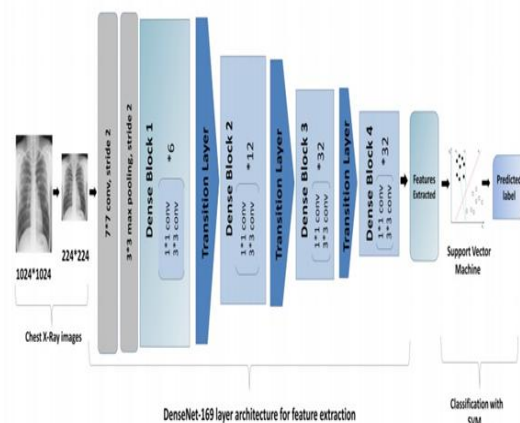 1024*1024
224*224
Chest X-Ray images
7*7 conv, stride 2
3*3 max pooling, stride 2
Dense Block 1
1*1 conv
3*3 conv
*6
Transition Layer
Dense Block 2
1*1 conv
3*3 conv
*12
Transition Layer
Dense Block 3
1*1 conv
3*3 conv
*32
Transition Layer
Dense Block 4
1*1 conv
3*3 conv
*32
Features
Extracted
Support Vector
Machine
Predicted
label
DenseNet-169 layer architecture for feature extraction
Classification with
SVM